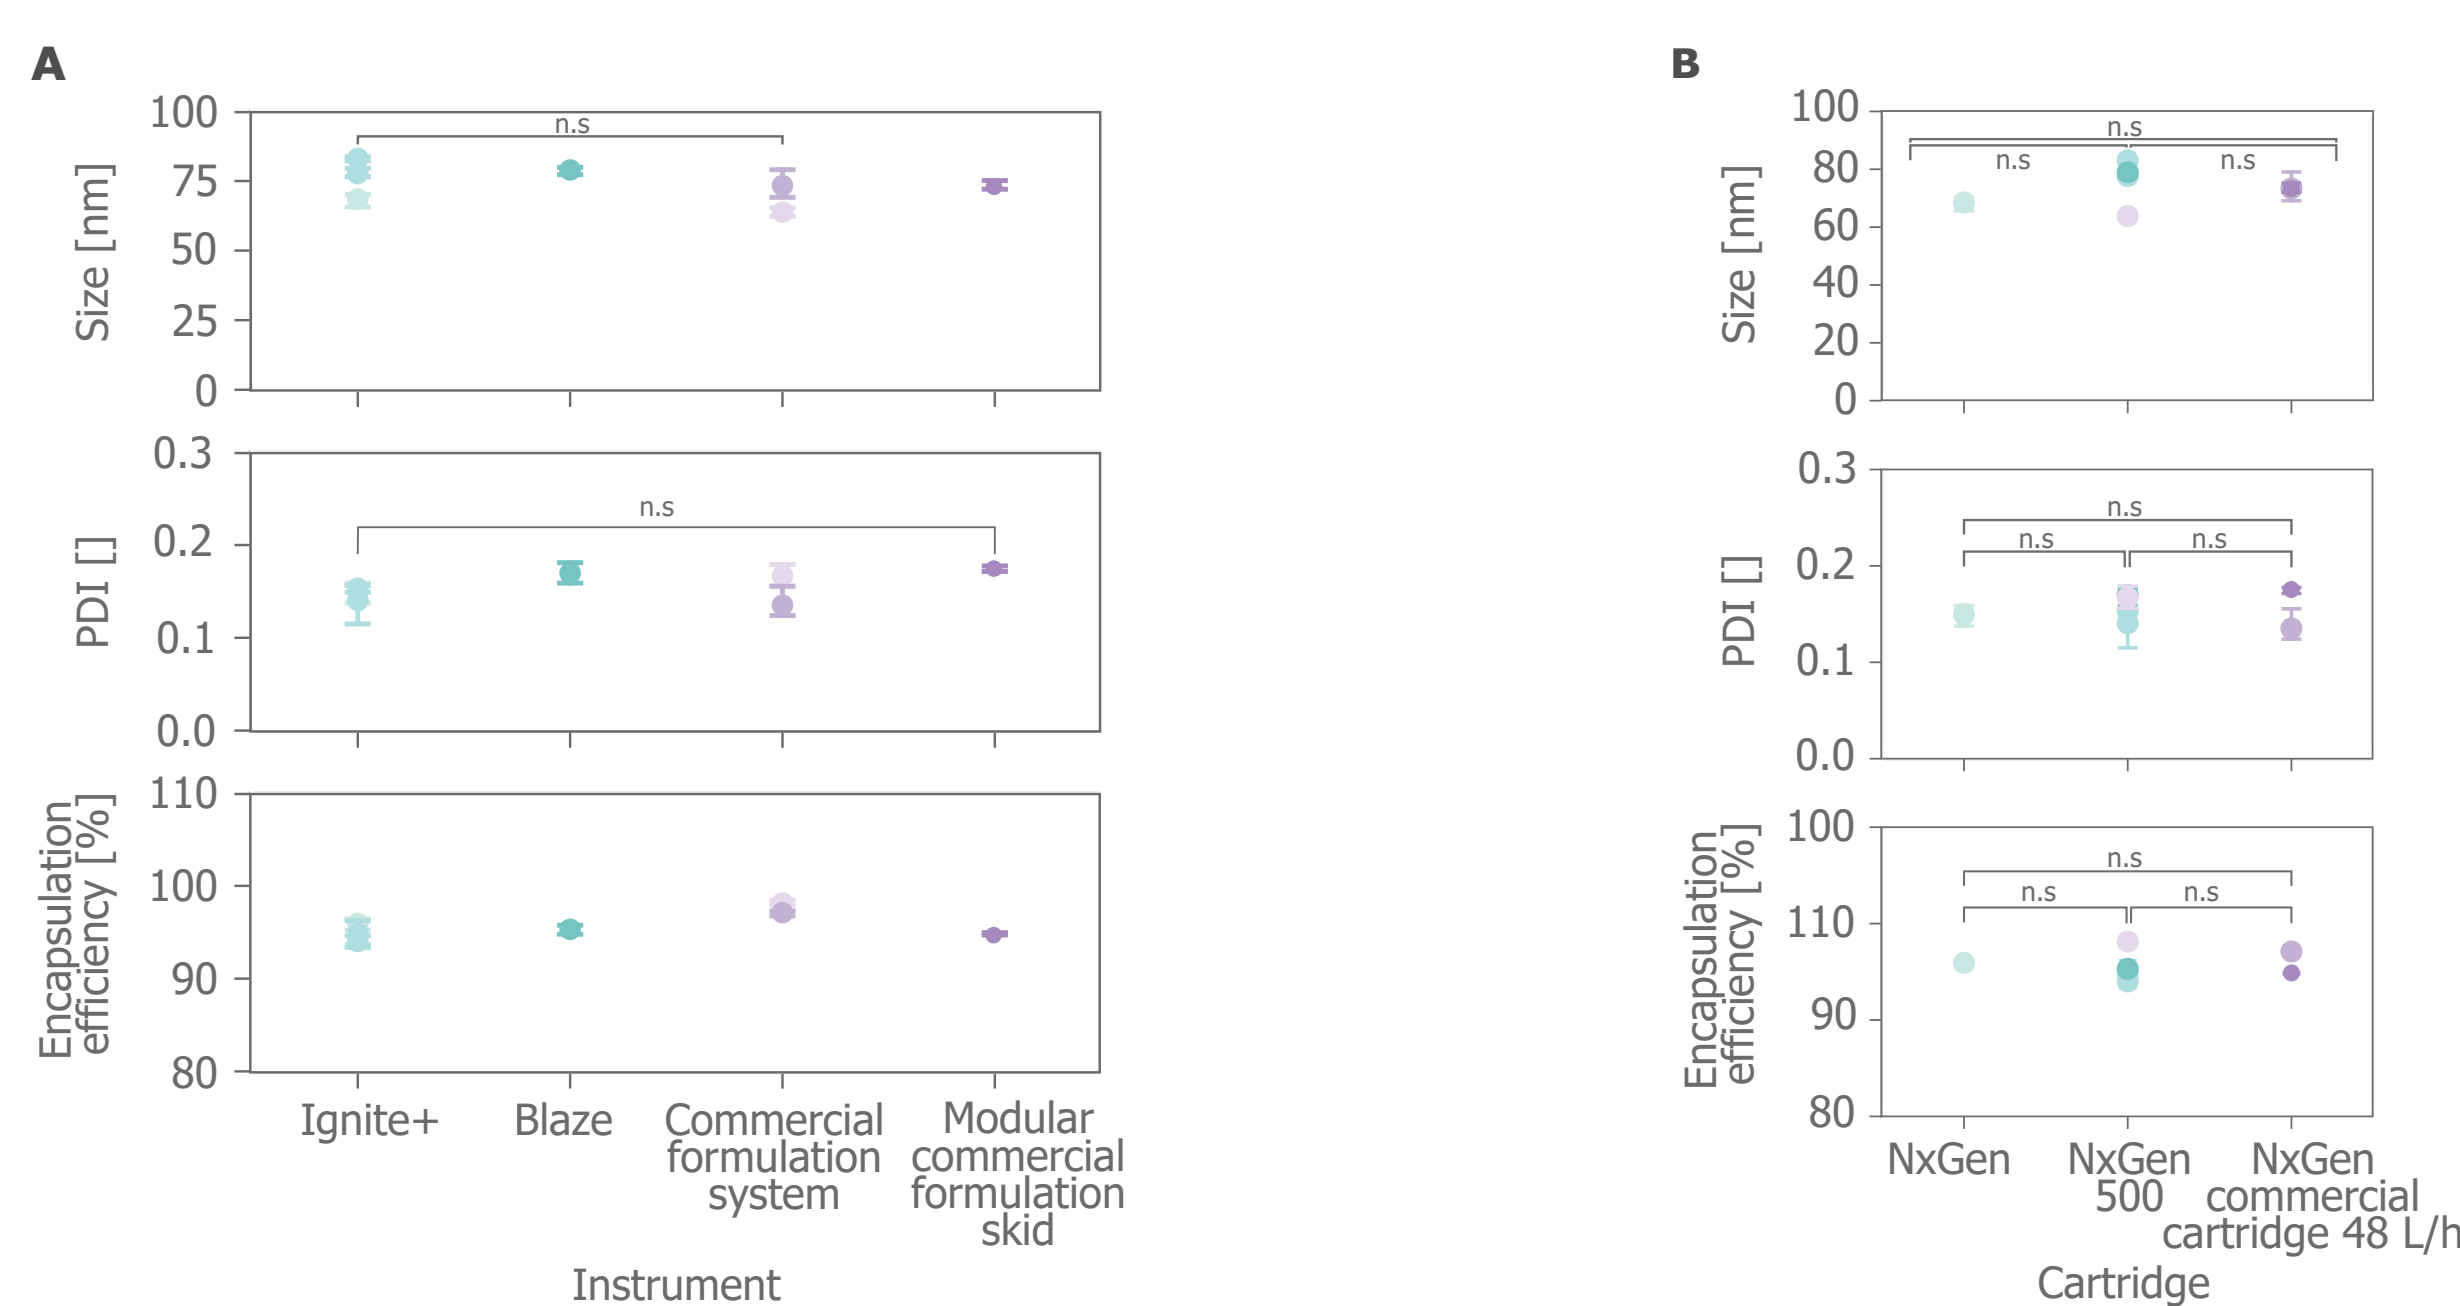 A
100
75
50
25
0
Size [nm]
n.s
0.3
0.2
0.1
0.0
PDI []
n.s
110
100
90
80
Encapsulation
efficiency [%]
Ignite+
Blaze
Commercial
formulation
system
Modular
commercial
formulation
skid
Instrument
B
100
80
60
40
20
0
Size [nm]
n.s
n.s
n.s
0.3
0.2
0.1
0.0
PDI []
n.s
n.s
n.s
100
110
90
80
Encapsulation
efficiency [%]
n.s
n.s
n.s
NxGen
NxGen
500
NxGen
commercial
cartridge 48 L/h
Cartridge